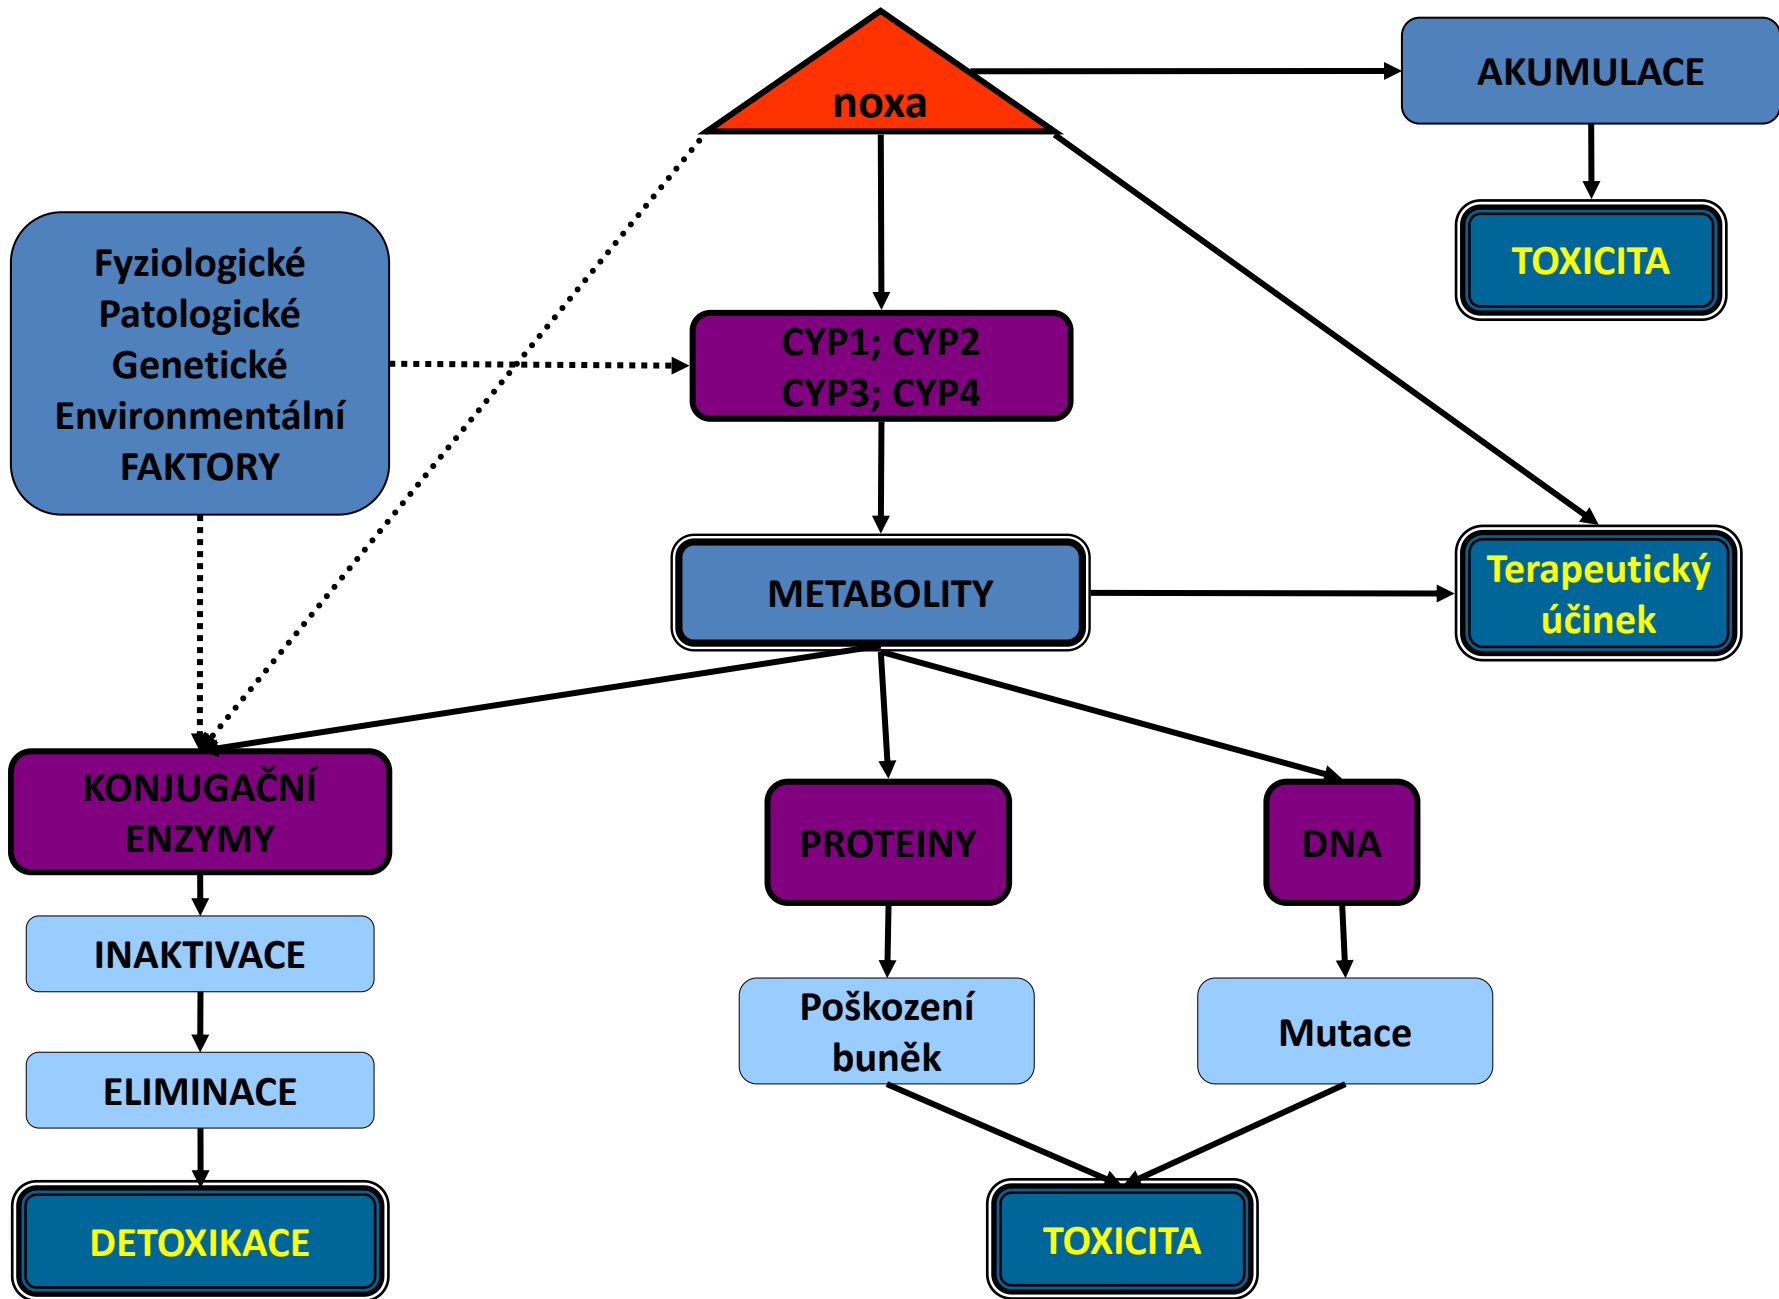 noxa
AKUMULACE
TOXICITA
Fyziologické
Patologické
Genetické
Environmentální
FAKTORY
CYP1; CYP2
CYP3; CYP4
METABOLITY
Terapeutický
účinek
KONJUGAČNÍ
ENZYMY
PROTEINY
DNA
INAKTIVACE
Poškození
buněk
Mutace
ELIMINACE
DETOXIKACE
TOXICITA